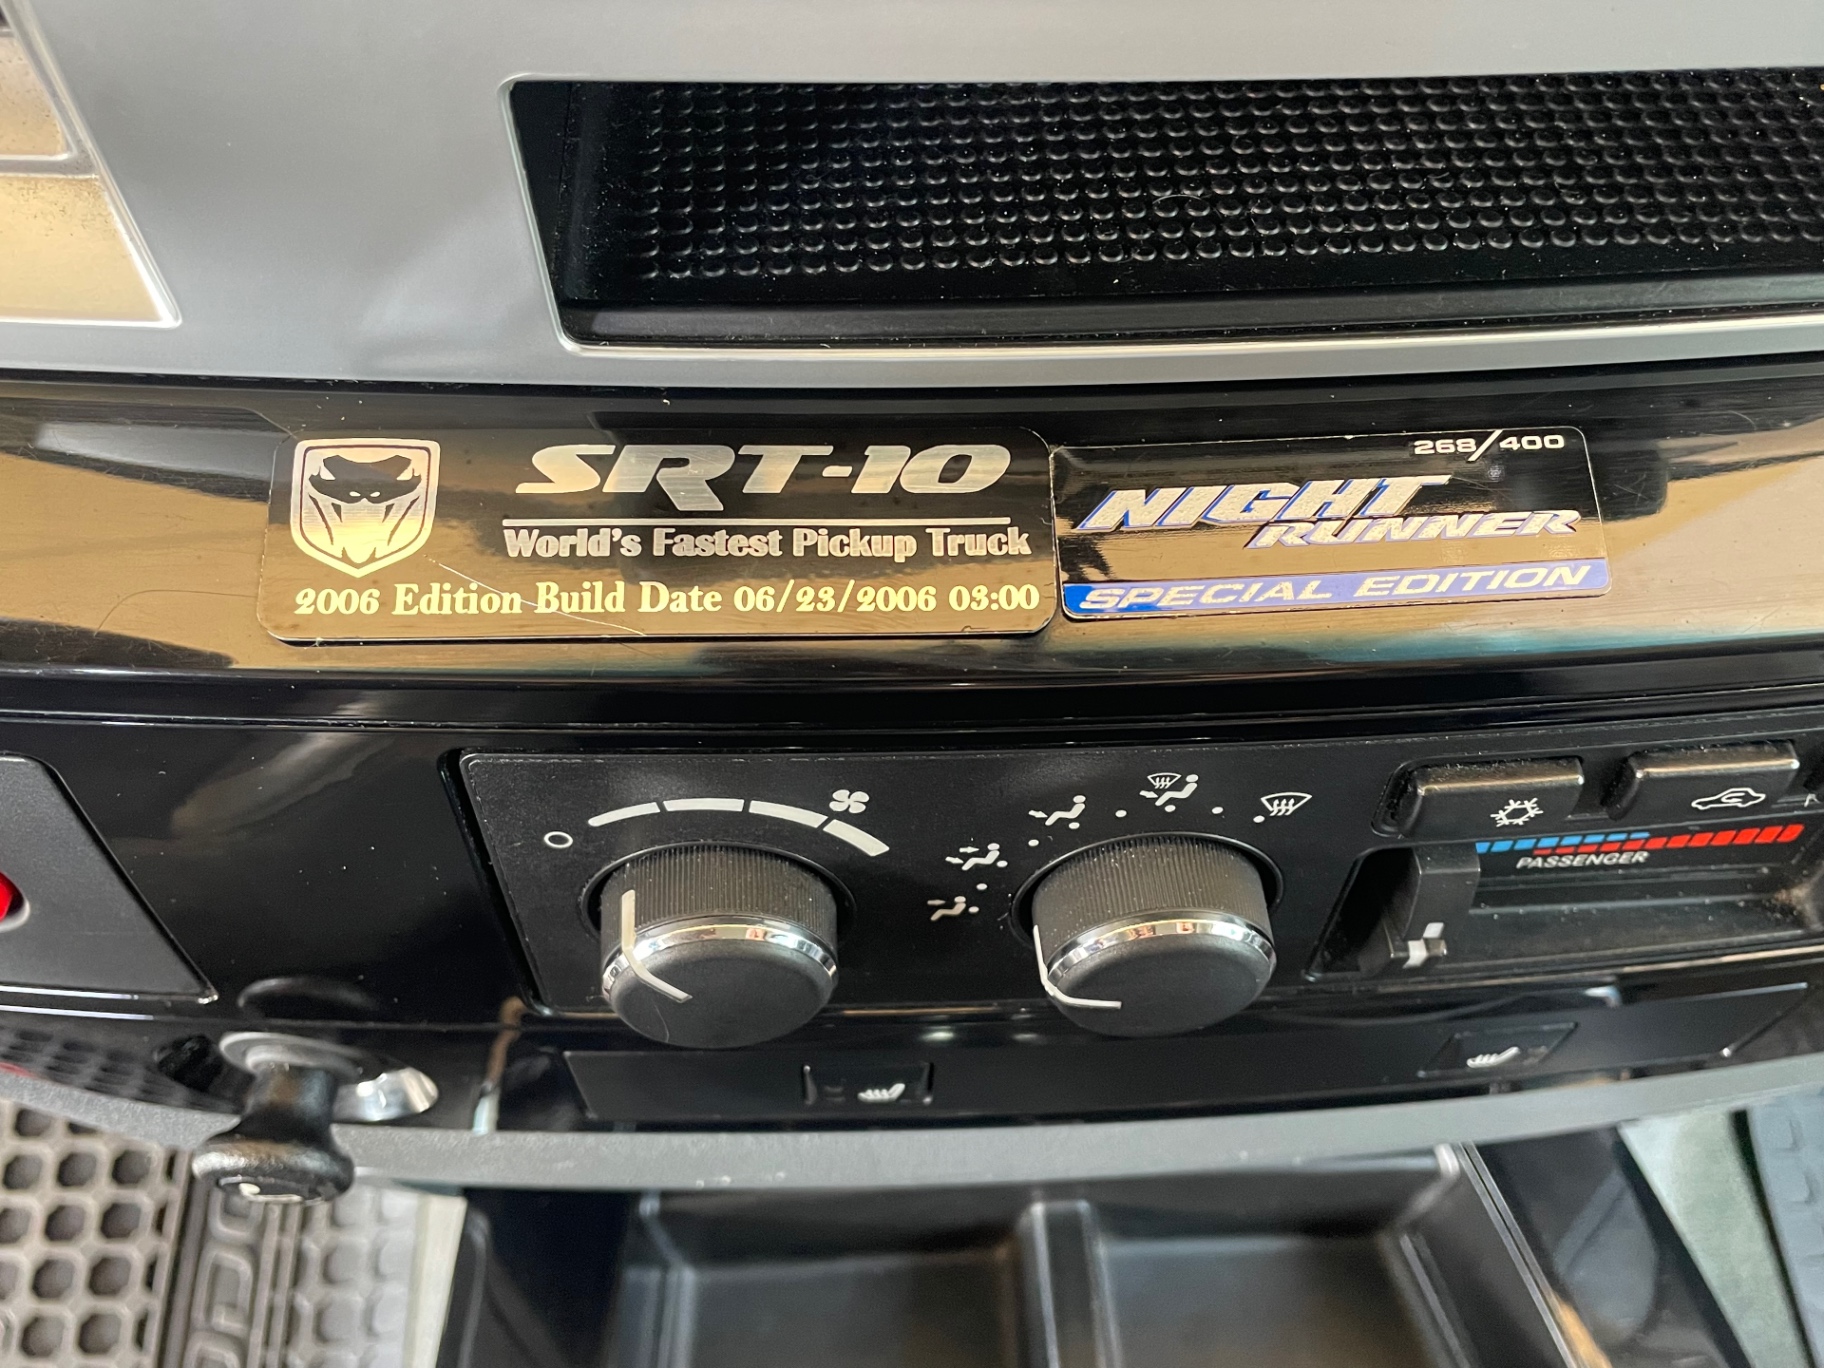 SRT-10
World's Fastest Pickup Truck
2006 Edition Build Date 06/23/2006 03:00
268/400
NIGHT
RUNNER
SPECIAL EDITION
PASSENGER